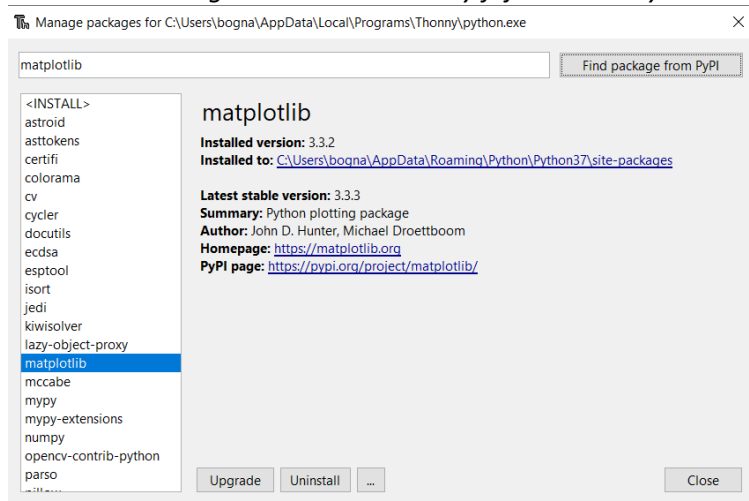 Manage packages for C:\Users\bogna\AppData\Local\Programs\Thonny\python.exe
matplotlib
Find package from PyPI
<INSTALL>
astroid
asttokens
certifi
colorama
cv
cycler
docutils
ecdsa
esptool
isort
jedi
kiwisolver
lazy-object-proxy
matplotlib
mccabe
mypy
mypy-extensions
numpy
opencv-contrib-python
parso
matplotlib
Installed version: 3.3.2
Installed to: C:\Users\bogna\AppData\Roaming\Python\Python37\site-packages
Latest stable version: 3.3.3
Summary: Python plotting package
Author: John D. Hunter, Michael Droettboom
Homepage: https://matplotlib.org
PyPI page: https://pypi.org/project/matplotlib/
Upgrade
Uninstall
...
Close